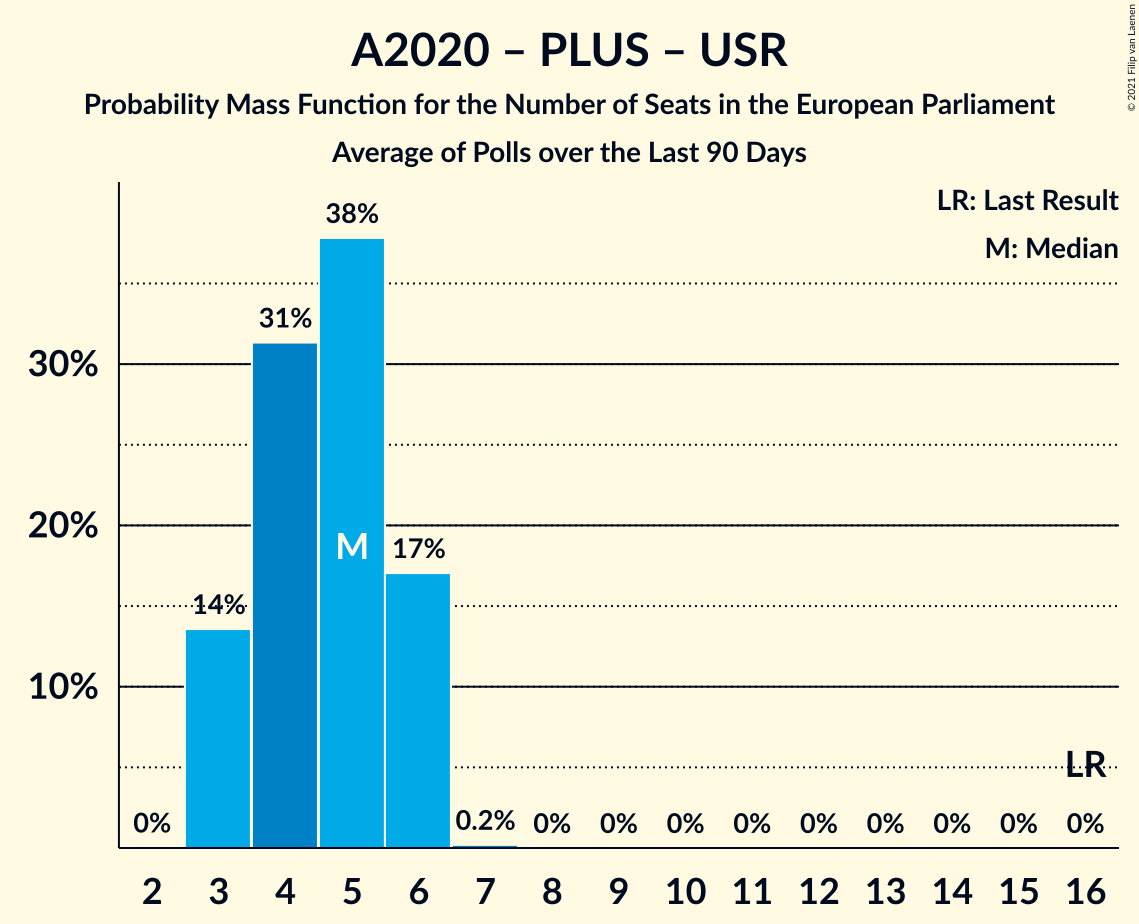 A2020 – PLUS – USR
Probability Mass Function for the Number of Seats in the European Parliament
Average of Polls over the Last 90 Days
© 2021 Filip van Laenen
LR: Last Result
M: Median
38%
31%
30%
20%
M
17%
14%
10%
LR
0%
0.2%
0%
0%
0%
0%
0%
0%
0%
0%
0%
2 3 4 5 6 7 8 9 10 11 12 13 14 15 16